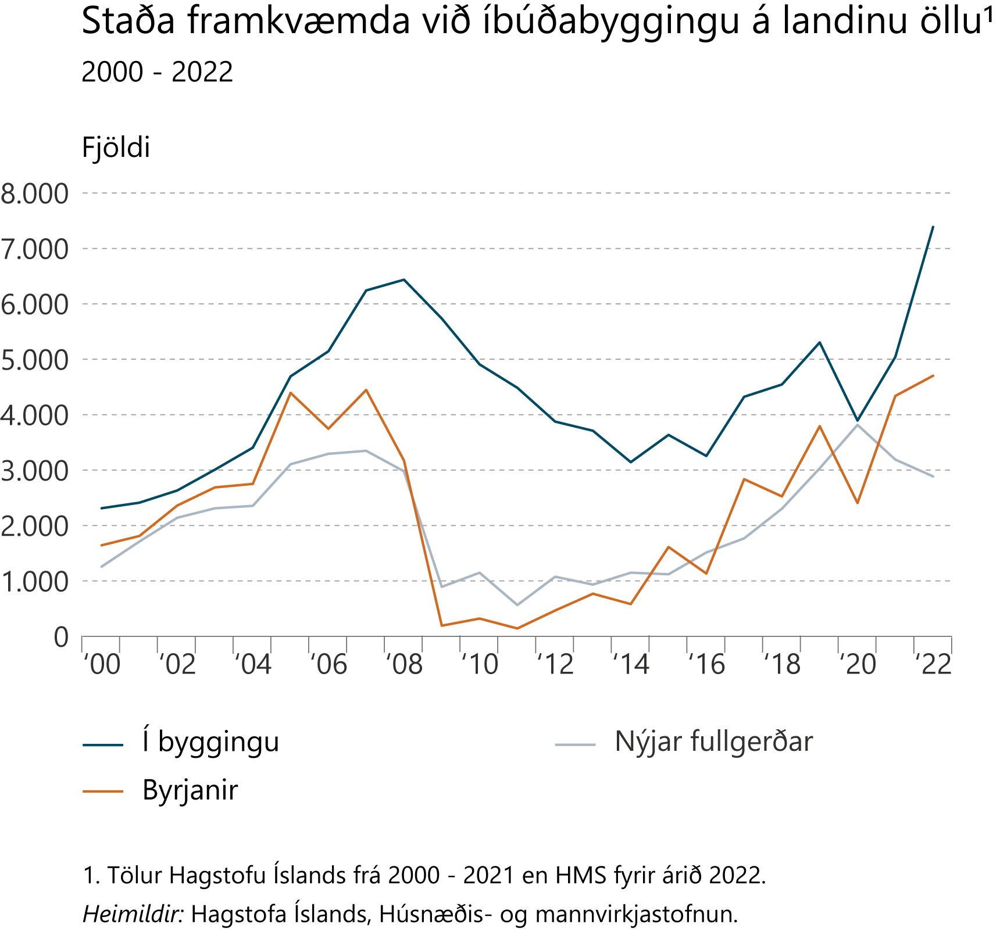 Staða framkvæmda við íbúðabyggingu á landinu öllu¹
2000 - 2022
Fjöldi
8.000
7.000
6.000
5.000
4.000
3.000
2.000
1.000
0
‘00 ‘02 ‘04 ‘06 ‘08 ‘10 ‘12 ‘14 ‘16 ‘18 ‘20 ‘22
Í byggingu
Nýjar fullgerðar
Byrjanir
1. Tölur Hagstofu Íslands frá 2000 - 2021 en HMS fyrir árið 2022.
Heimildir: Hagstofa Íslands, Húsnæðis- og mannvirkjastofnun.